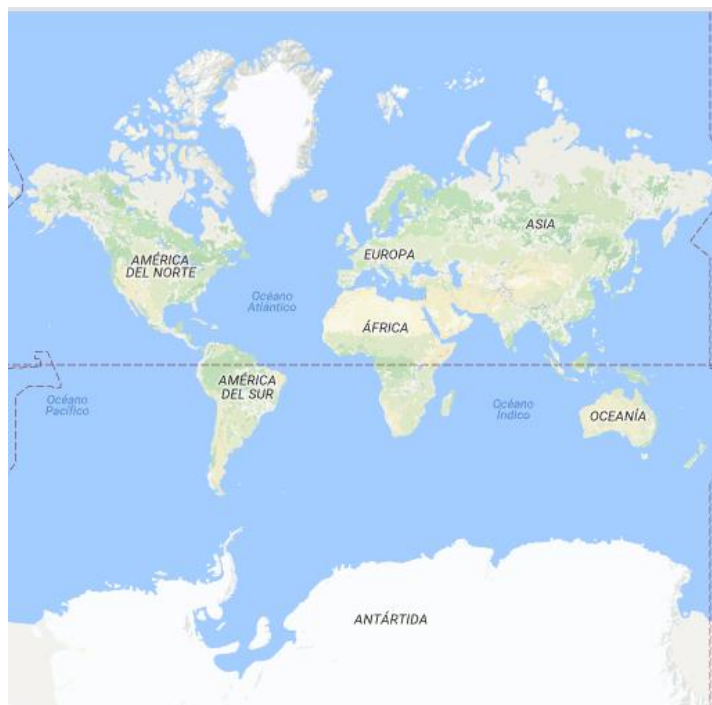 ASIA
EUROPA
AMÉRICA
DEL NORTE
Océano
Atlántico
ÁFRICA
AMÉRICA
DEL SUR
Océano
Pacífico
Océano
Índico
OCEANÍA
ANTÁRTIDA